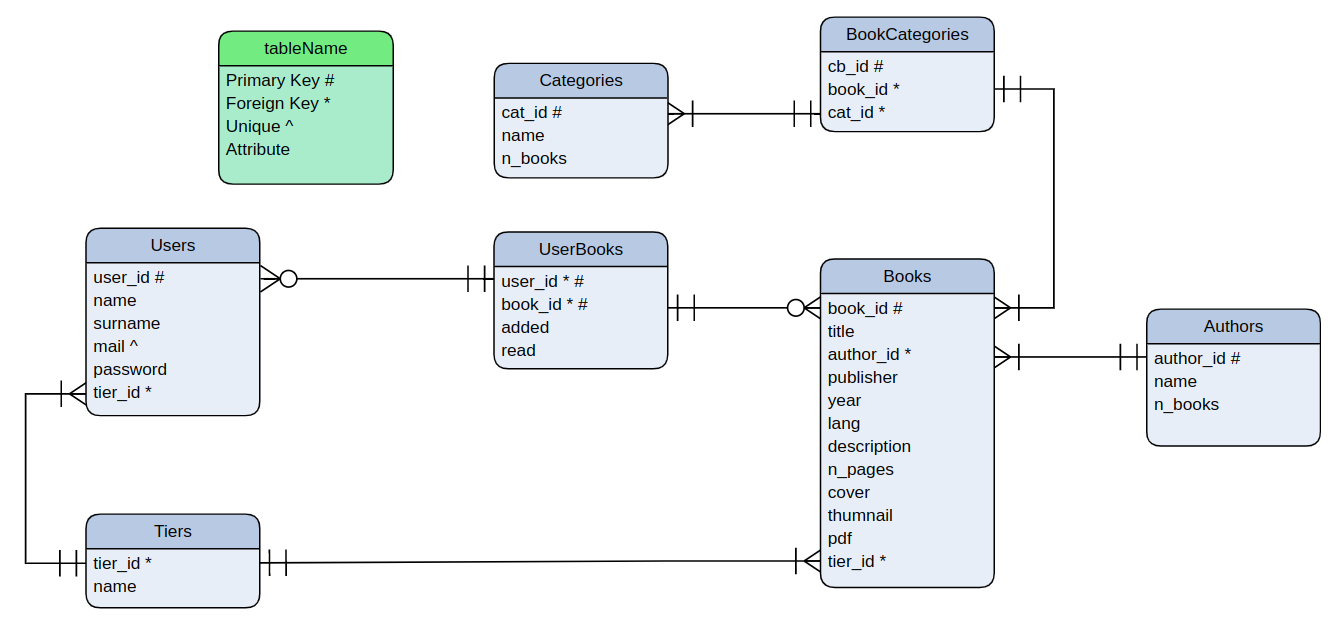 tableName
Primary Key #
Foreign Key *
Unique ^
Attribute
Categories
cat_id #
name
n_books
BookCategories
cb_id #
book_id *
cat_id *
Users
user_id #
name
surname
mail ^
password
tier_id *
UserBooks
user_id * #
book_id * #
added
read
Books
book_id #
title
author_id *
publisher
year
lang
description
n_pages
cover
thumnail
pdf
tier_id *
Authors
author_id #
name
n_books
Tiers
tier_id *
name